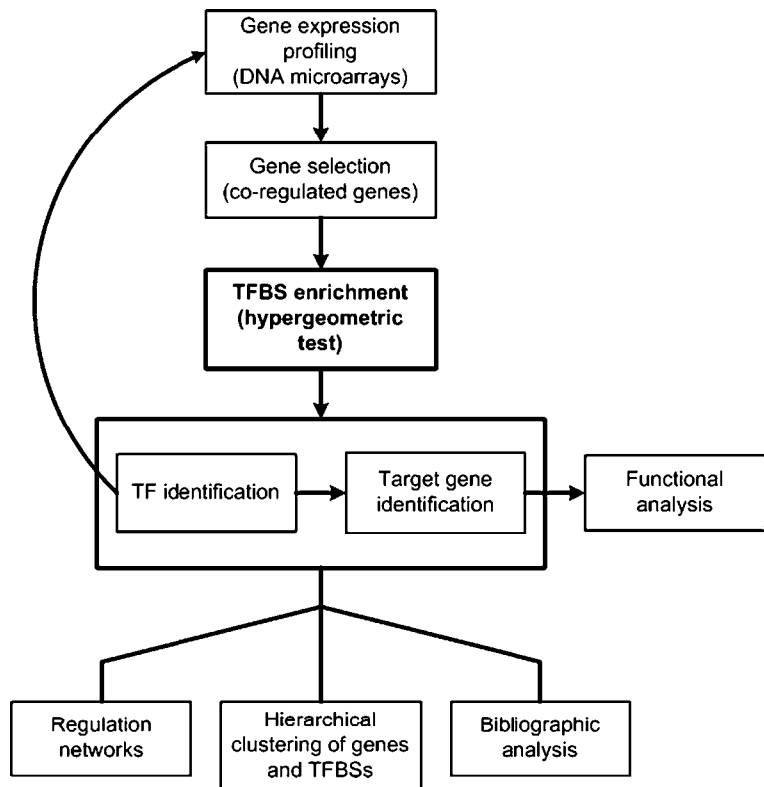 Gene expression
profiling
(DNA microarrays)
Gene selection
(co-regulated genes)
TFBS enrichment
(hypergeometric
test)
TF identification
Target gene
identification
Functional
analysis
Regulation
networks
Hierarchical
clustering of genes
and TFBSs
Bibliographic
analysis